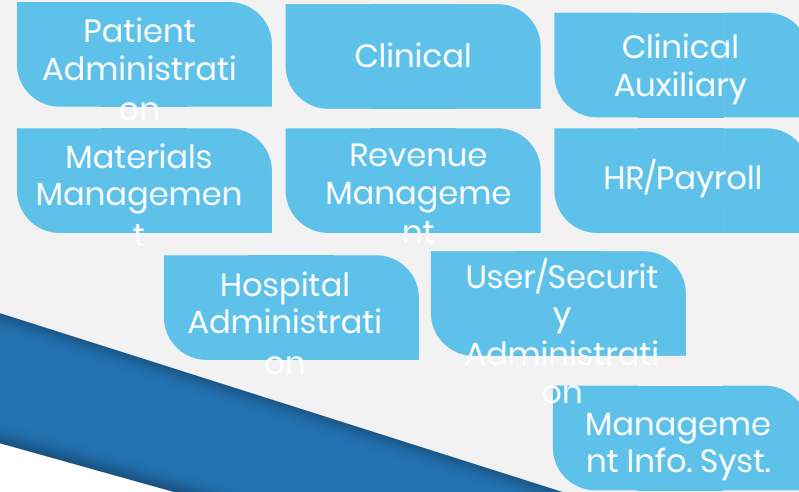 Patient
Administrati
on
Clinical
Clinical
Auxiliary
Materials
Managemen
t
Revenue
Manageme
nt
HR/Payroll
Hospital
Administrati
on
User/Securit
y
Administrati
on
Manageme
nt Info. Syst.